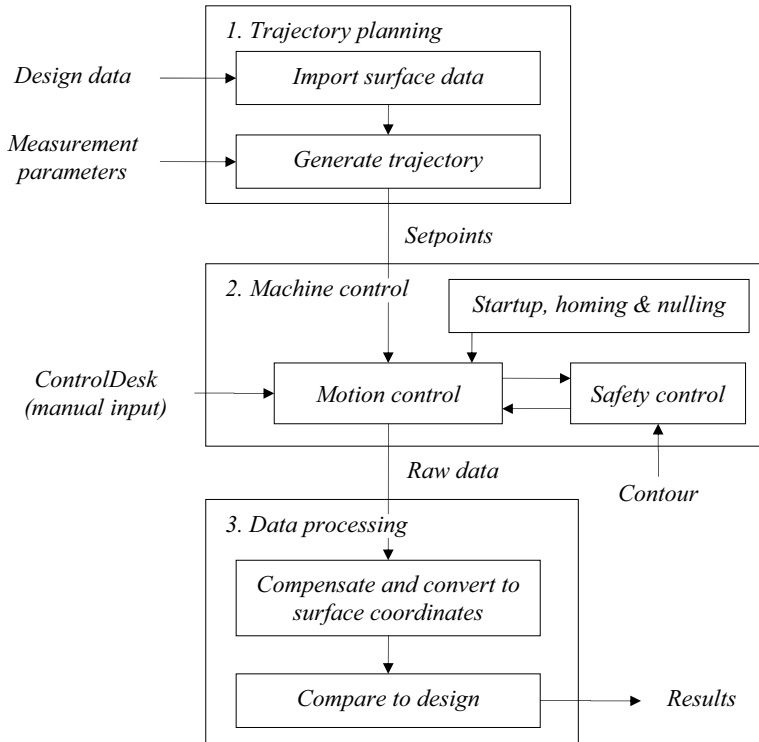 1. Trajectory planning
Design data
Import surface data
Measurement
parameters
Generate trajectory
Setpoints
2. Machine control
Startup, homing & nulling
ControlDesk
(manual input)
Motion control
Safety control
Raw data
Contour
3. Data processing
Compensate and convert to
surface coordinates
Compare to design
Results